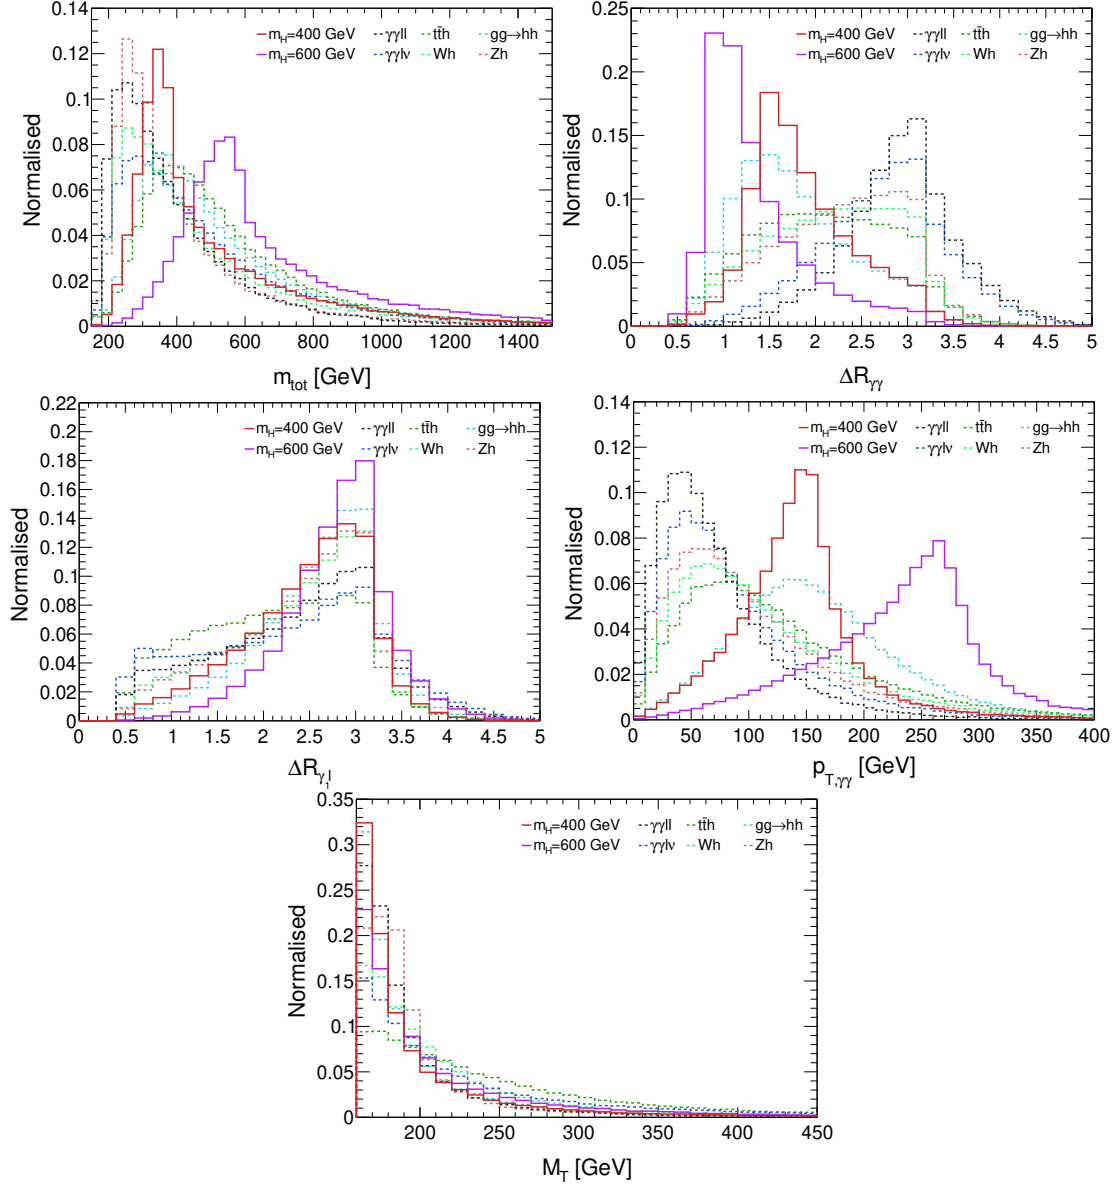 0.14
0.12
0.1
0.08
0.06
0.04
0.02
0
Normalised
m_H=400 GeV γγll tt̄h gg→hh
m_H=600 GeV γγlν Wh Zh
200 400 600 800 1000 1200 1400
m_tot [GeV]
0.25
0.2
0.15
0.1
0.05
0
Normalised
m_H=400 GeV γγll tt̄h gg→hh
m_H=600 GeV γγlν Wh Zh
0 0.5 1 1.5 2 2.5 3 3.5 4 4.5 5
ΔR_γγ
0.22
0.2
0.18
0.16
0.14
0.12
0.1
0.08
0.06
0.04
0.02
0
Normalised
m_H=400 GeV γγll tt̄h gg→hh
m_H=600 GeV γγlν Wh Zh
0 0.5 1 1.5 2 2.5 3 3.5 4 4.5 5
ΔR_γ₁l
0.14
0.12
0.1
0.08
0.06
0.04
0.02
0
Normalised
m_H=400 GeV γγll tt̄h gg→hh
m_H=600 GeV γγlν Wh Zh
0 50 100 150 200 250 300 350 400
p_T,γγ [GeV]
0.35
0.3
0.25
0.2
0.15
0.1
0.05
0
Normalised
m_H=400 GeV γγll tt̄h gg→hh
m_H=600 GeV γγlν Wh Zh
200 250 300 350 400 450
M_T [GeV]